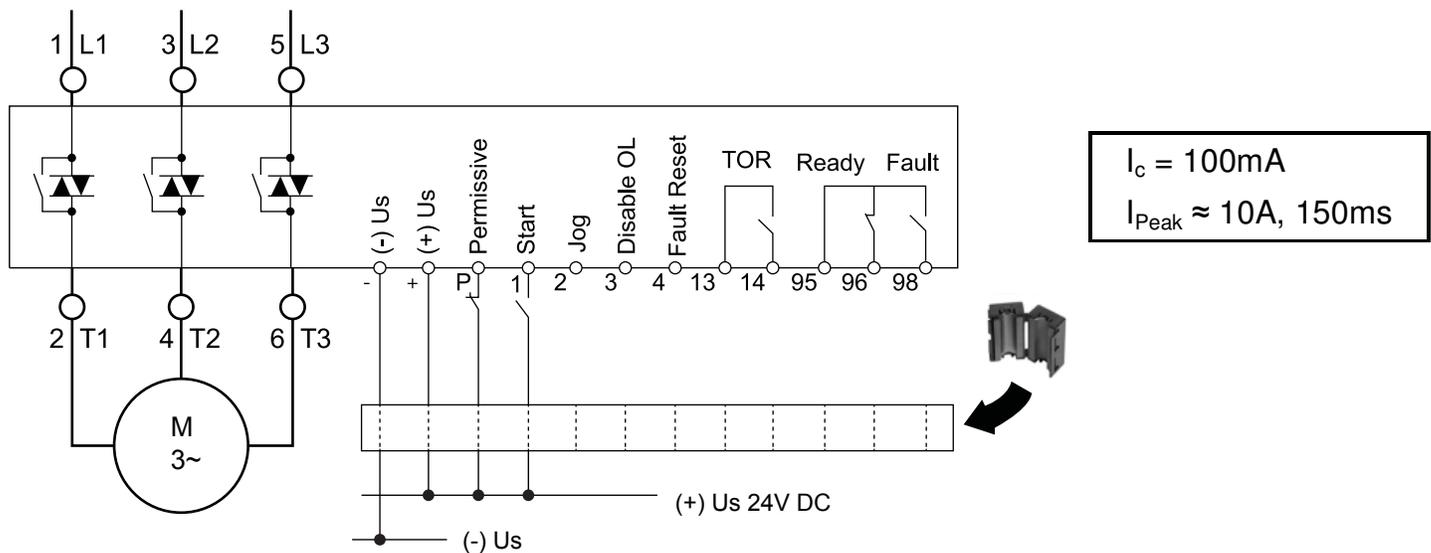 1 L1 3 L2 5 L3
(-) Us
(+) Us
Permissive
Start
Jog
Disable OL
Fault Reset
TOR Ready Fault
- + P 1 2 3 4 13 14 95 96 98
2 T1 4 T2 6 T3
M
3~
(+) Us 24V DC
(-) Us
Ic = 100mA
IPeak ≈ 10A, 150ms